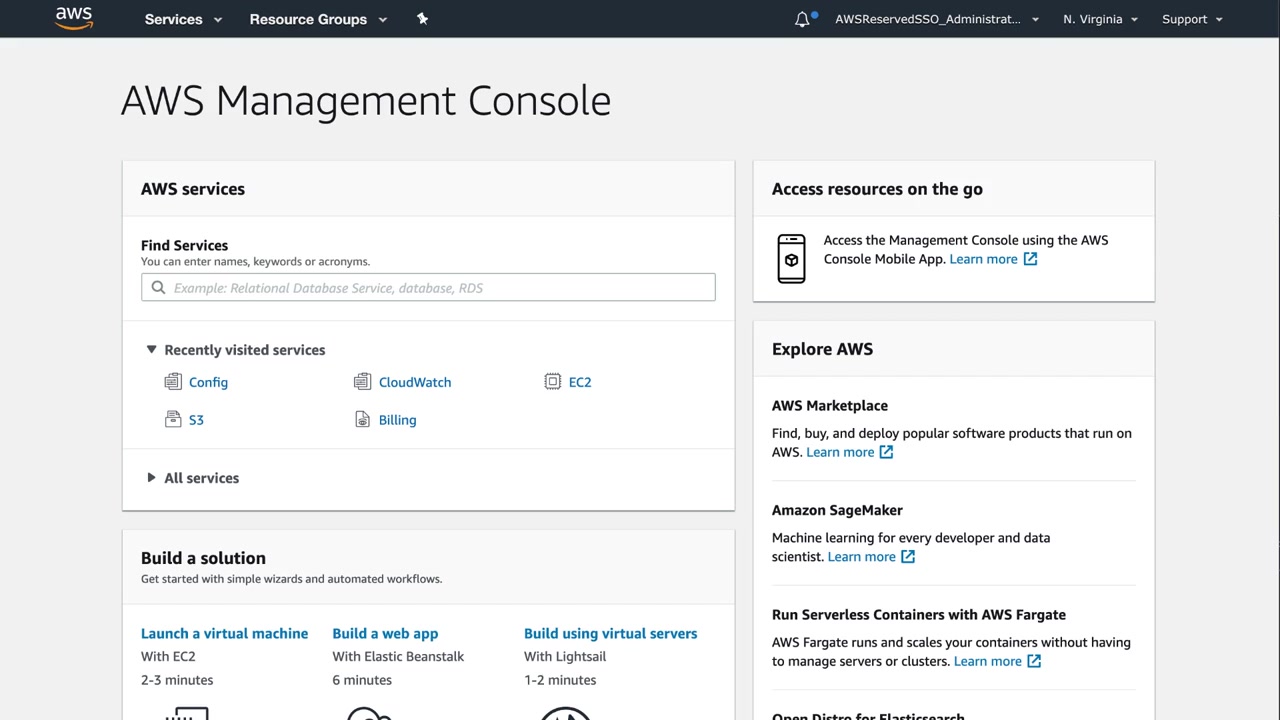 aws
Services
Resource Groups
AWSReservedSSO_Administrat...
N. Virginia
Support
AWS Management Console
AWS services
Find Services
You can enter names, keywords or acronyms.
Example: Relational Database Service, database, RDS
Recently visited services
Config
CloudWatch
EC2
S3
Billing
All services
Build a solution
Get started with simple wizards and automated workflows.
Launch a virtual machine
With EC2
2-3 minutes
Build a web app
With Elastic Beanstalk
6 minutes
Build using virtual servers
With Lightsail
1-2 minutes
Access resources on the go
Access the Management Console using the AWS
Console Mobile App. Learn more
Explore AWS
AWS Marketplace
Find, buy, and deploy popular software products that run on
AWS. Learn more
Amazon SageMaker
Machine learning for every developer and data
scientist. Learn more
Run Serverless Containers with AWS Fargate
AWS Fargate runs and scales your containers without having
to manage servers or clusters. Learn more
Open Distro for Elasticsearch